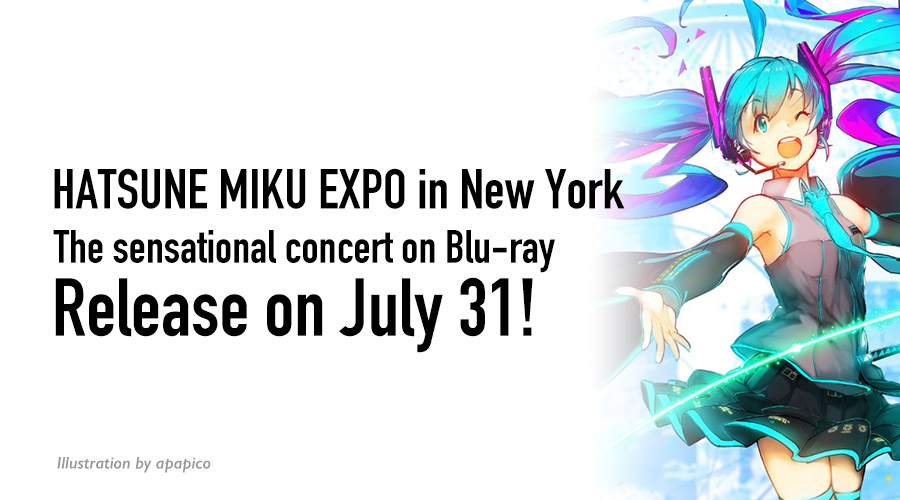 HATSUNE MIKU EXPO in New York
The sensational concert on Blu-ray
Release on July 31!
Illustration by apapico